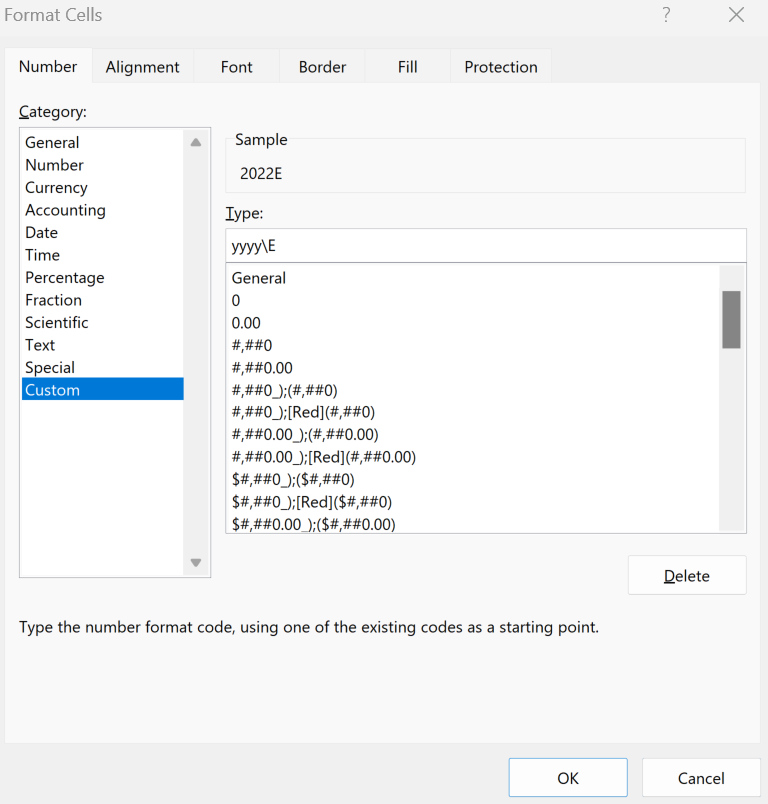 Format Cells
?
Number Alignment Font Border Fill Protection
Category:
General
Number
Currency
Accounting
Date
Time
Percentage
Fraction
Scientific
Text
Special
Custom
Sample
2022E
Type:
yyyy\E
General
0
0.00
#,##0
#,##0.00
#,##0_);(#,##0)
#,##0_);[Red](#,##0)
#,##0.00_);(#,##0.00)
#,##0.00_);[Red](#,##0.00)
$#,##0_);($#,##0)
$#,##0_);[Red]($#,##0)
$#,##0.00_);($#,##0.00)
Delete
Type the number format code, using one of the existing codes as a starting point.
OK Cancel